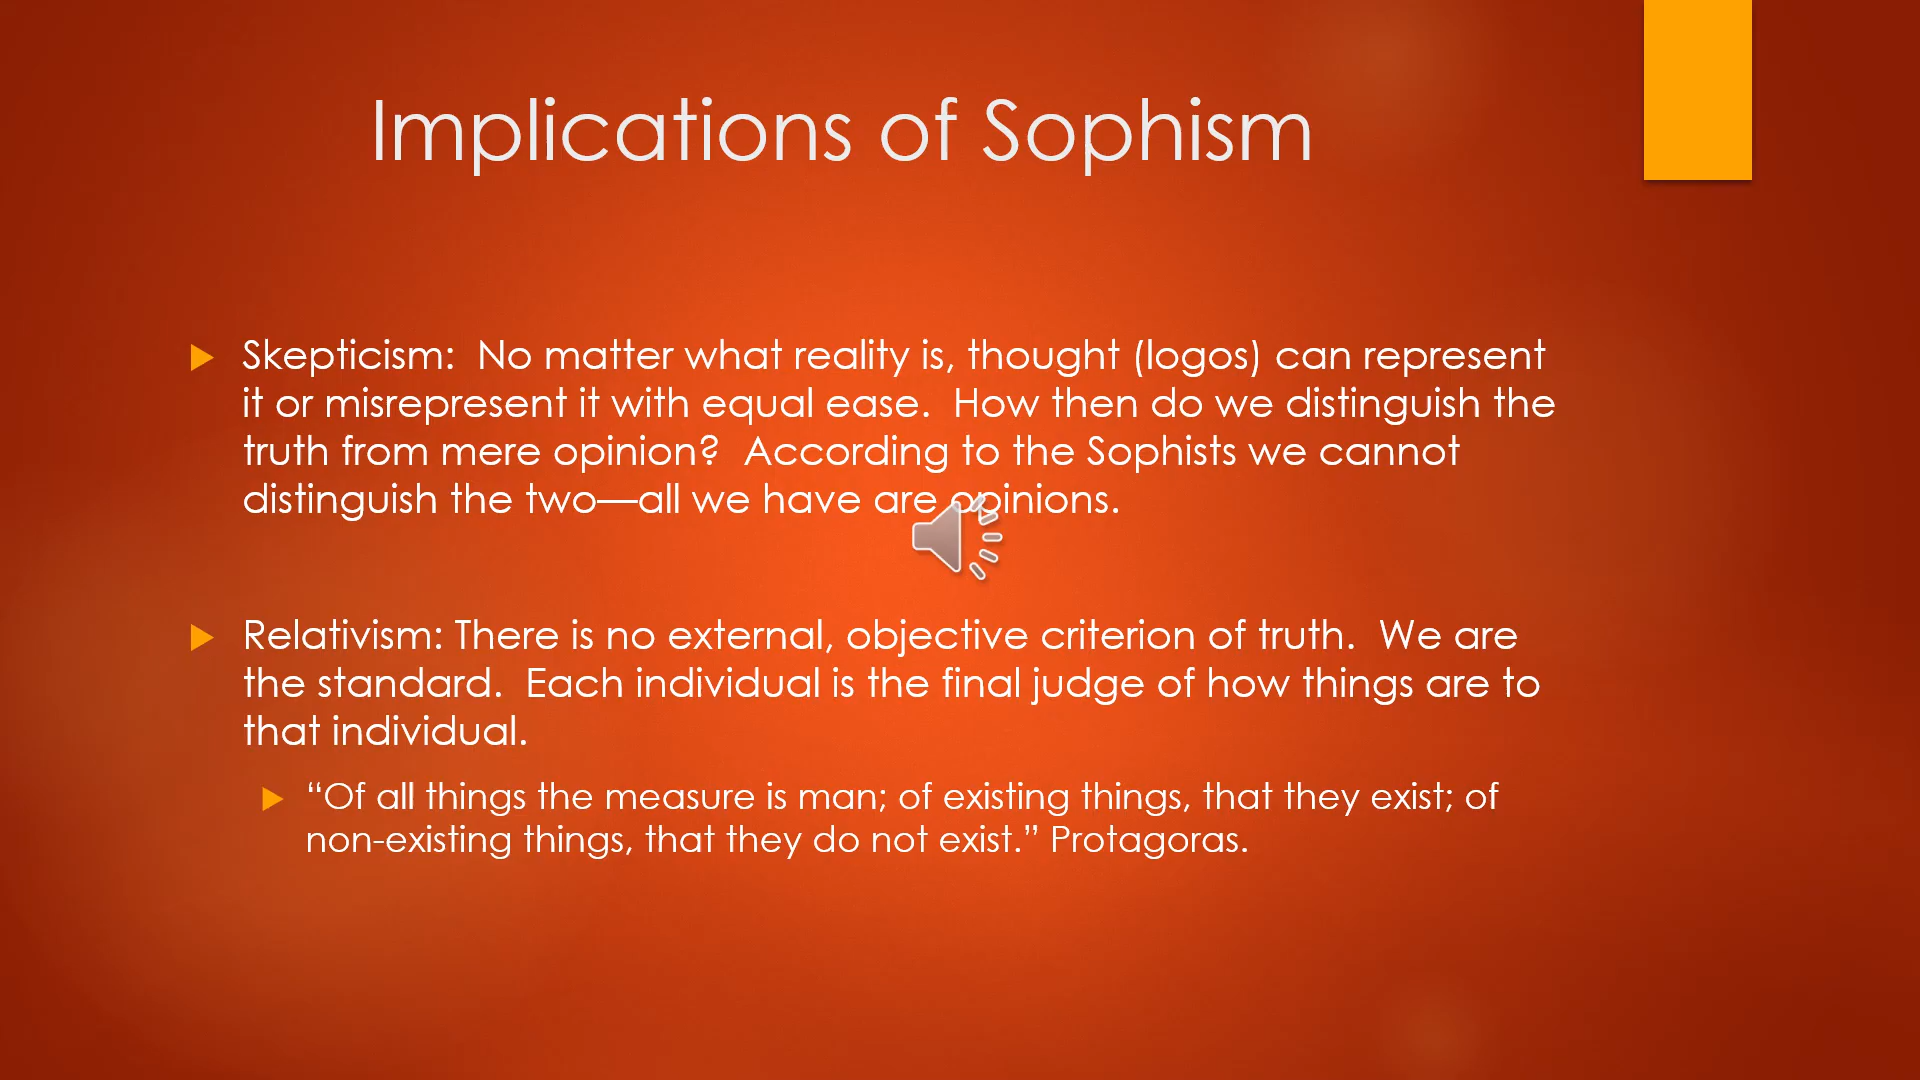 Implications of Sophism
Skepticism:  No matter what reality is, thought (logos) can represent
it or misrepresent it with equal ease.  How then do we distinguish the
truth from mere opinion?  According to the Sophists we cannot
distinguish the two—all we have are opinions.
Relativism: There is no external, objective criterion of truth.  We are
the standard.  Each individual is the final judge of how things are to
that individual.
“Of all things the measure is man; of existing things, that they exist; of
non-existing things, that they do not exist.” Protagoras.